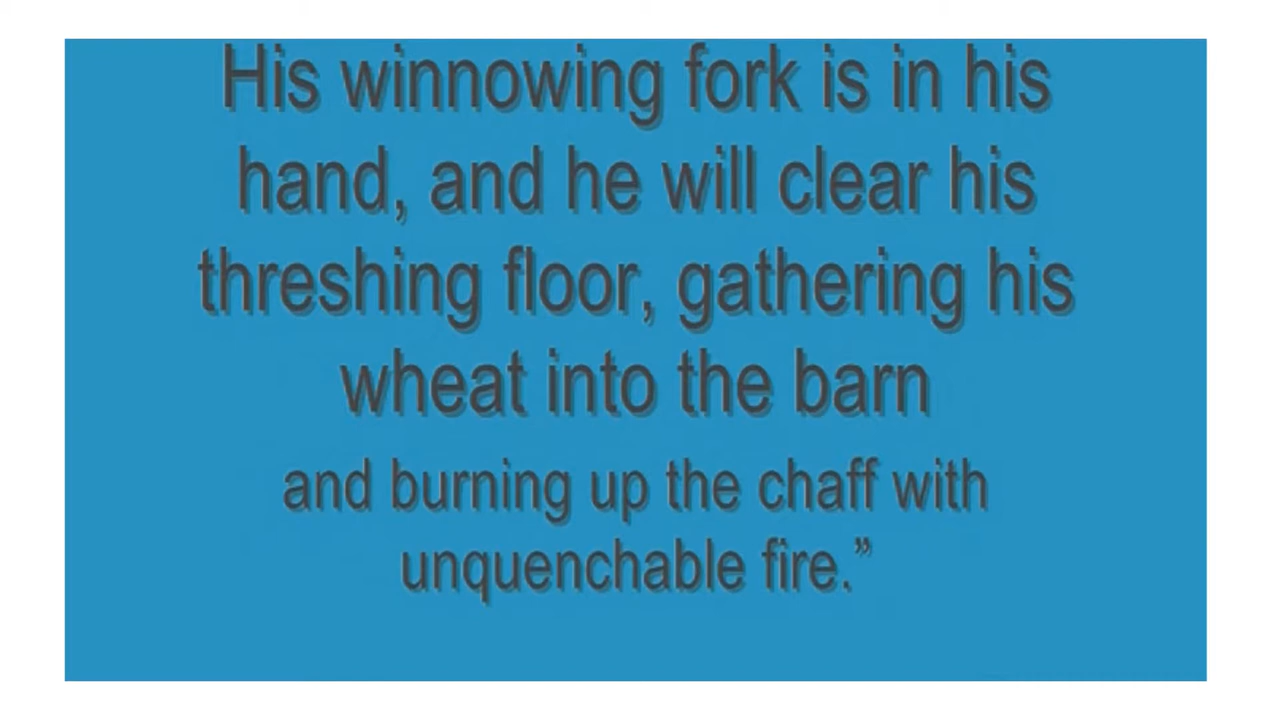 His winnowing fork is in his
hand, and he will clear his
threshing floor, gathering his
wheat into the barn
and burning up the chaff with
unquenchable fire.”